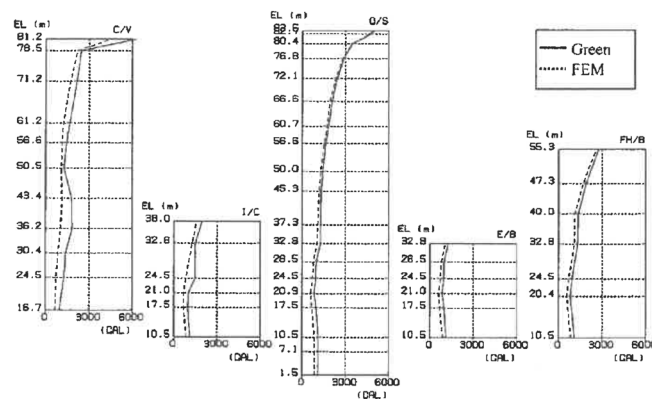 EL (m)
C/V
81.2
78.5
71.2
61.2
56.6
50.5
43.4
36.2
30.4
24.5
16.7
0 3000 6000
(GAL)
EL (m)
I/C
38.0
32.8
24.5
21.0
17.5
10.5
0 3000 6000
(GAL)
EL (m)
O/S
80.4
76.8
72.1
66.6
60.7
56.6
50.0
45.3
37.3
32.8
28.5
24.5
20.9
17.5
10.5
7.1
1.5
0 3000 6000
(GAL)
EL (m)
E/B
32.8
28.5
24.5
21.0
17.5
10.5
0 3000 6000
(GAL)
Green
FEM
EL (m)
FH/B
55.3
47.3
40.0
32.8
24.5
20.4
10.5
0 3000 6000
(GAL)